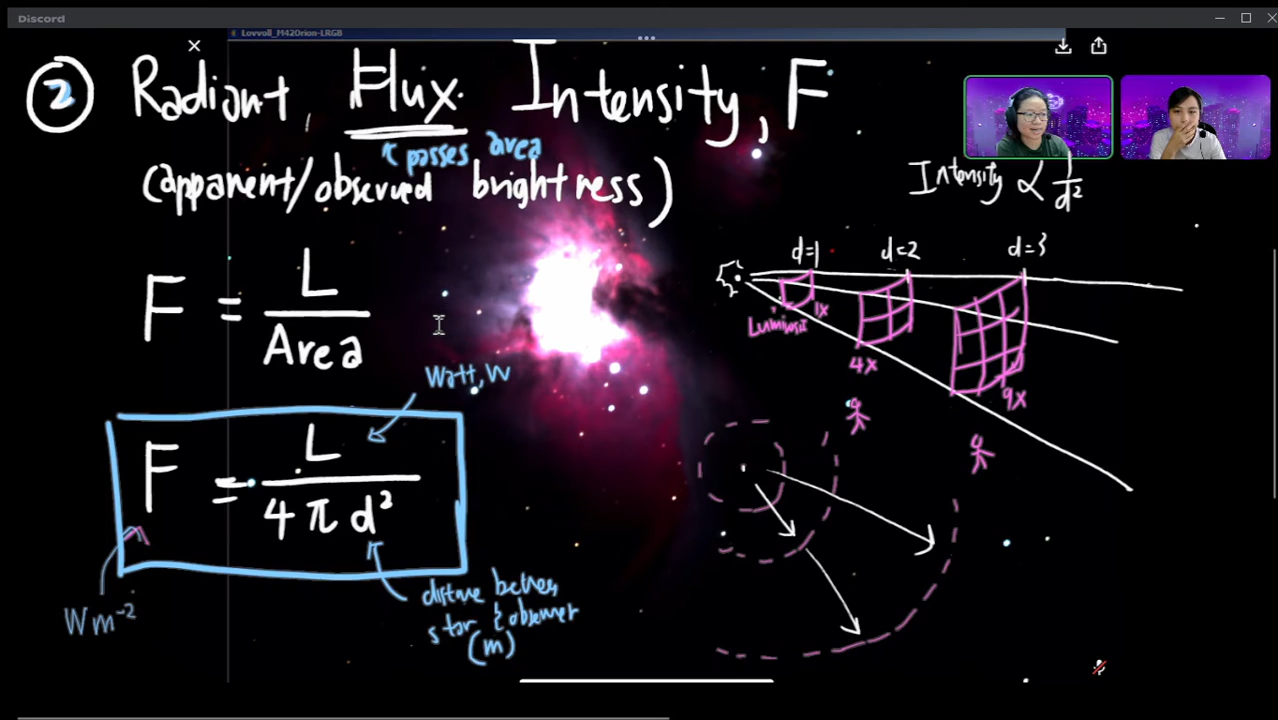 Discord
Lovvoll_M42Orion-LRGB
② Radiant Flux Intensity, F
↑ passes area
(apparent/observed brightness)
Intensity ∝ 1/d²
F = L / Area
d=1 d=2 d=3
1x
4x
9x
Watt, W
F = L / 4πd²
Wm⁻²
distance between
star & observer
(m)